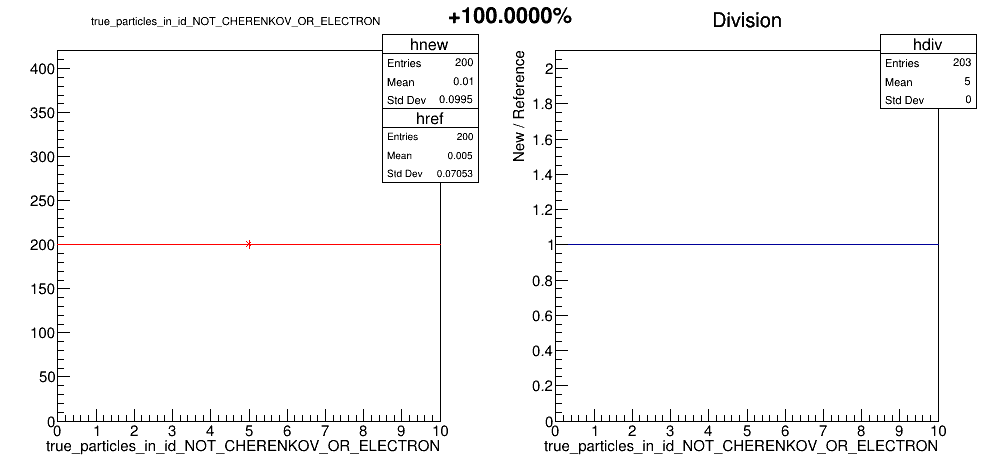 true_particles_in_id_NOT_CHERENKOV_OR_ELECTRON
+100.0000%
Division
hnew
Entries 200
Mean 0.01
Std Dev 0.0995
href
Entries 200
Mean 0.005
Std Dev 0.07053
400
350
300
250
200
150
100
50
0
0 1 2 3 4 5 6 7 8 9 10
true_particles_in_id_NOT_CHERENKOV_OR_ELECTRON
hdiv
Entries 203
Mean 5
Std Dev 0
New / Reference
2
1.8
1.6
1.4
1.2
1
0.8
0.6
0.4
0.2
0
0 1 2 3 4 5 6 7 8 9 10
true_particles_in_id_NOT_CHERENKOV_OR_ELECTRON